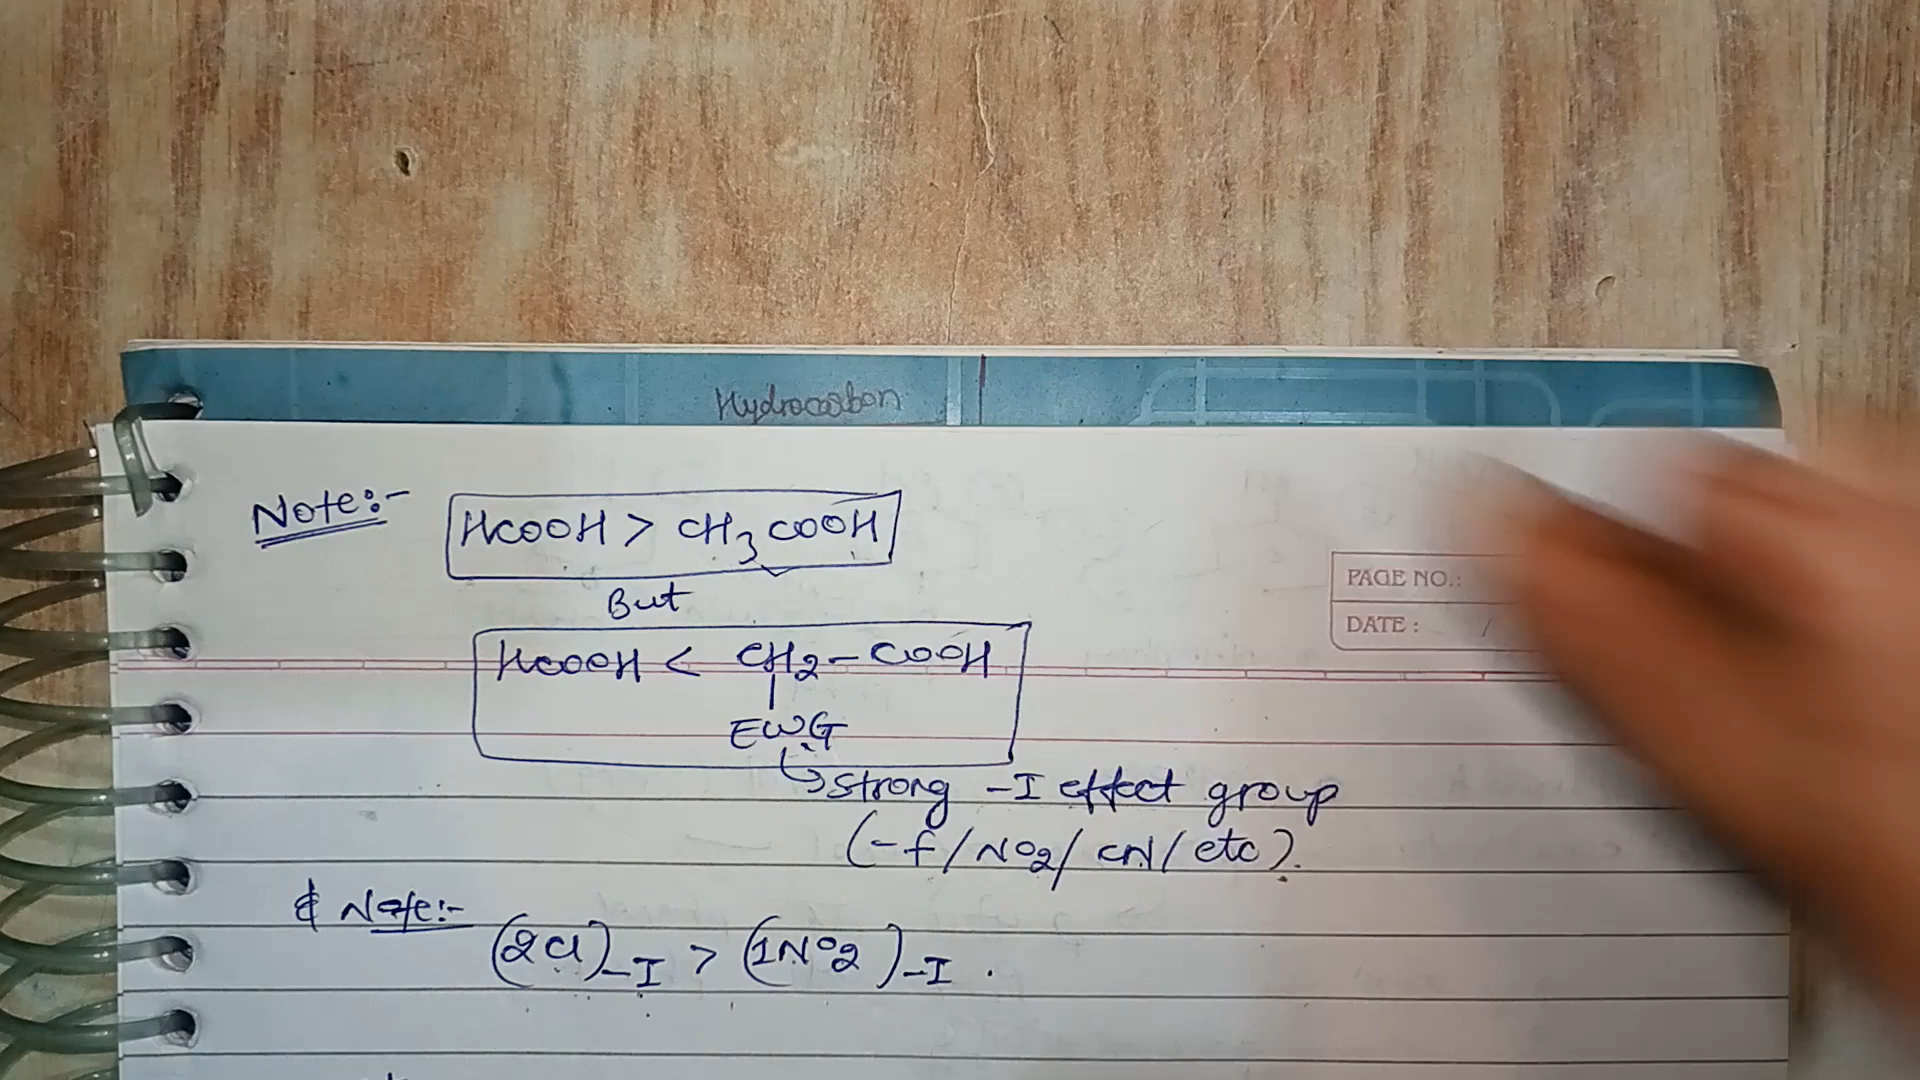 Hydrocarbon
Note:- HCOOH > CH3COOH
But
PAGE NO.:
DATE : /
HCOOH < CH2-COOH
|
EWG
↳ strong -I effect group
(-f/NO2/CN/etc).
& Note:-
(2Cl)-I > (1NO2)-I .